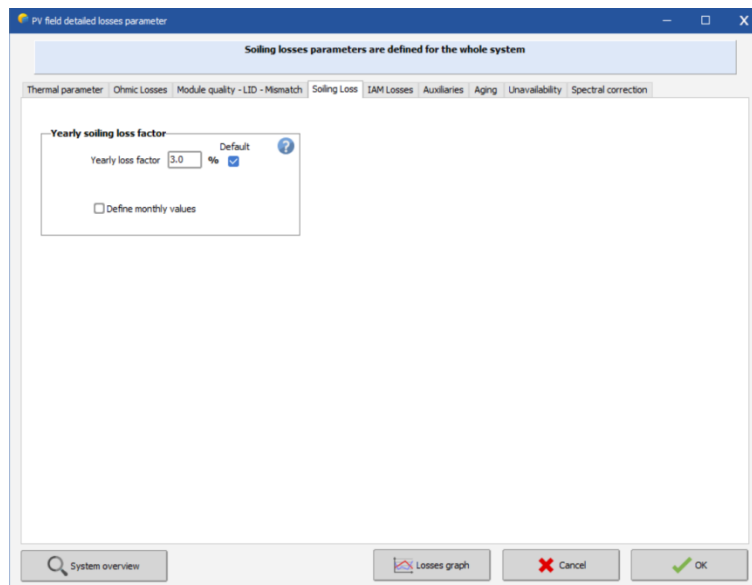 PV field detailed losses parameter
Soiling losses parameters are defined for the whole system
Thermal parameter Ohmic Losses Module quality - LID - Mismatch Soiling Loss IAM Losses Auxiliaries Aging Unavailability Spectral correction
Yearly soiling loss factor
Default
Yearly loss factor 3.0 %
Define monthly values
System overview Losses graph Cancel OK